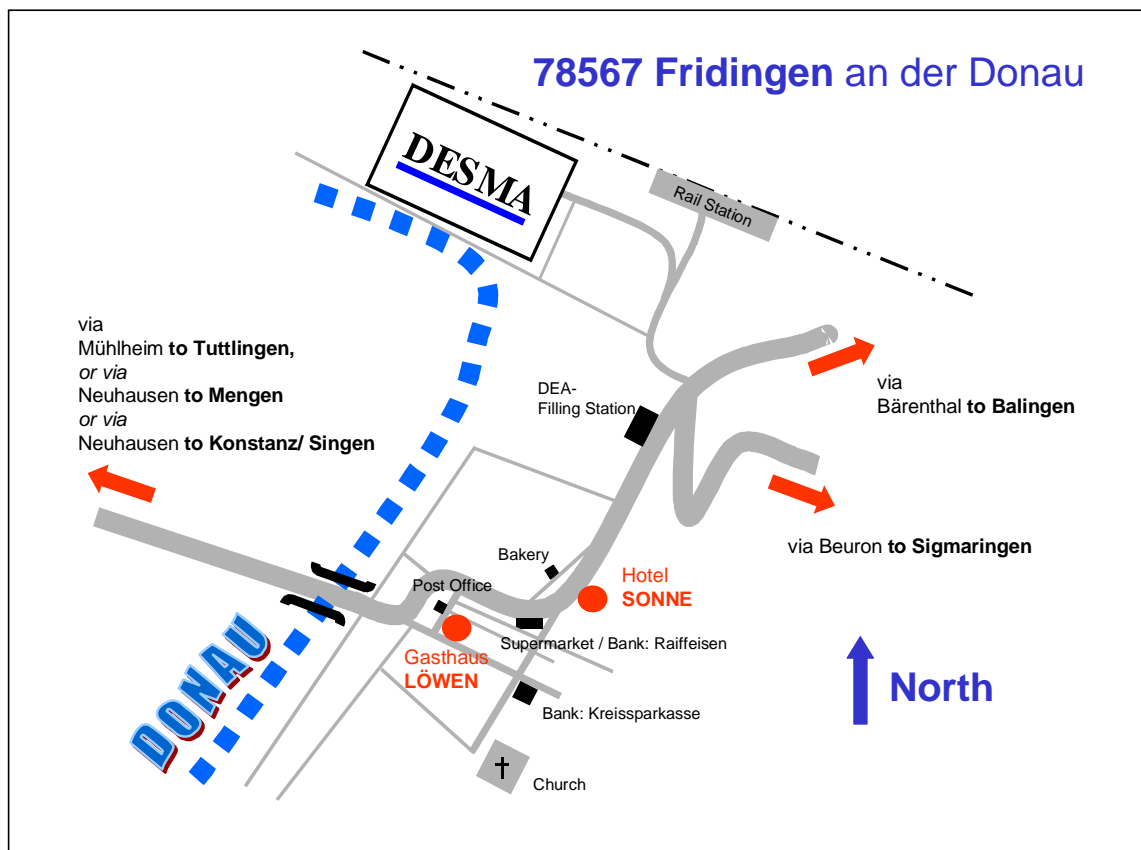 78567 Fridingen an der Donau
DESMA
Rail Station
via
Mühlheim to Tuttlingen,
or via
Neuhausen to Mengen
or via
Neuhausen to Konstanz/ Singen
DEA-
Filling Station
via
Bärenthal to Balingen
via Beuron to Sigmaringen
Bakery
Post Office
Hotel
SONNE
Supermarket / Bank: Raiffeisen
Gasthaus
LÖWEN
DONAU
North
Bank: Kreissparkasse
Church